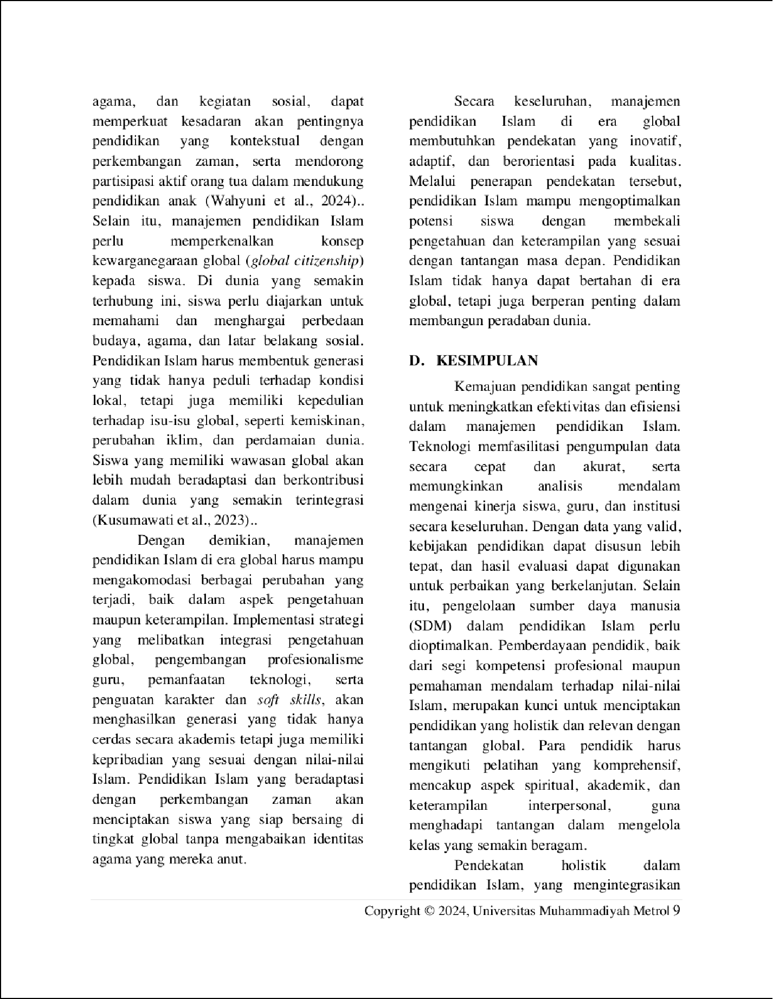 agama, dan kegiatan sosial, dapat
memperkuat kesadaran akan pentingnya
pendidikan yang kontekstual dengan
perkembangan zaman, serta mendorong
partisipasi aktif orang tua dalam mendukung
pendidikan anak (Wahyuni et al., 2024)..
Selain itu, manajemen pendidikan Islam
perlu memperkenalkan konsep
kewarganegaraan global (global citizenship)
kepada siswa. Di dunia yang semakin
terhubung ini, siswa perlu diajarkan untuk
memahami dan menghargai perbedaan
budaya, agama, dan latar belakang sosial.
Pendidikan Islam harus membentuk generasi
yang tidak hanya peduli terhadap kondisi
lokal, tetapi juga memiliki kepedulian
terhadap isu-isu global, seperti kemiskinan,
perubahan iklim, dan perdamaian dunia.
Siswa yang memiliki wawasan global akan
lebih mudah beradaptasi dan berkontribusi
dalam dunia yang semakin terintegrasi
(Kusumawati et al., 2023)..
Dengan demikian, manajemen
pendidikan Islam di era global harus mampu
mengakomodasi berbagai perubahan yang
terjadi, baik dalam aspek pengetahuan
maupun keterampilan. Implementasi strategi
yang melibatkan integrasi pengetahuan
global, pengembangan profesionalisme
guru, pemanfaatan teknologi, serta
penguatan karakter dan soft skills, akan
menghasilkan generasi yang tidak hanya
cerdas secara akademis tetapi juga memiliki
kepribadian yang sesuai dengan nilai-nilai
Islam. Pendidikan Islam yang beradaptasi
dengan perkembangan zaman akan
menciptakan siswa yang siap bersaing di
tingkat global tanpa mengabaikan identitas
agama yang mereka anut.
Secara keseluruhan, manajemen
pendidikan Islam di era global
membutuhkan pendekatan yang inovatif,
adaptif, dan berorientasi pada kualitas.
Melalui penerapan pendekatan tersebut,
pendidikan Islam mampu mengoptimalkan
potensi siswa dengan membekali
pengetahuan dan keterampilan yang sesuai
dengan tantangan masa depan. Pendidikan
Islam tidak hanya dapat bertahan di era
global, tetapi juga berperan penting dalam
membangun peradaban dunia.
D. KESIMPULAN
Kemajuan pendidikan sangat penting
untuk meningkatkan efektivitas dan efisiensi
dalam manajemen pendidikan Islam.
Teknologi memfasilitasi pengumpulan data
secara cepat dan akurat, serta
memungkinkan analisis mendalam
mengenai kinerja siswa, guru, dan institusi
secara keseluruhan. Dengan data yang valid,
kebijakan pendidikan dapat disusun lebih
tepat, dan hasil evaluasi dapat digunakan
untuk perbaikan yang berkelanjutan. Selain
itu, pengelolaan sumber daya manusia
(SDM) dalam pendidikan Islam perlu
dioptimalkan. Pemberdayaan pendidik, baik
dari segi kompetensi profesional maupun
pemahaman mendalam terhadap nilai-nilai
Islam, merupakan kunci untuk menciptakan
pendidikan yang holistik dan relevan dengan
tantangan global. Para pendidik harus
mengikuti pelatihan yang komprehensif,
mencakup aspek spiritual, akademik, dan
keterampilan interpersonal, guna
menghadapi tantangan dalam mengelola
kelas yang semakin beragam.
Pendekatan holistik dalam
pendidikan Islam, yang mengintegrasikan
Copyright © 2024, Universitas Muhammadiyah Metro| 9